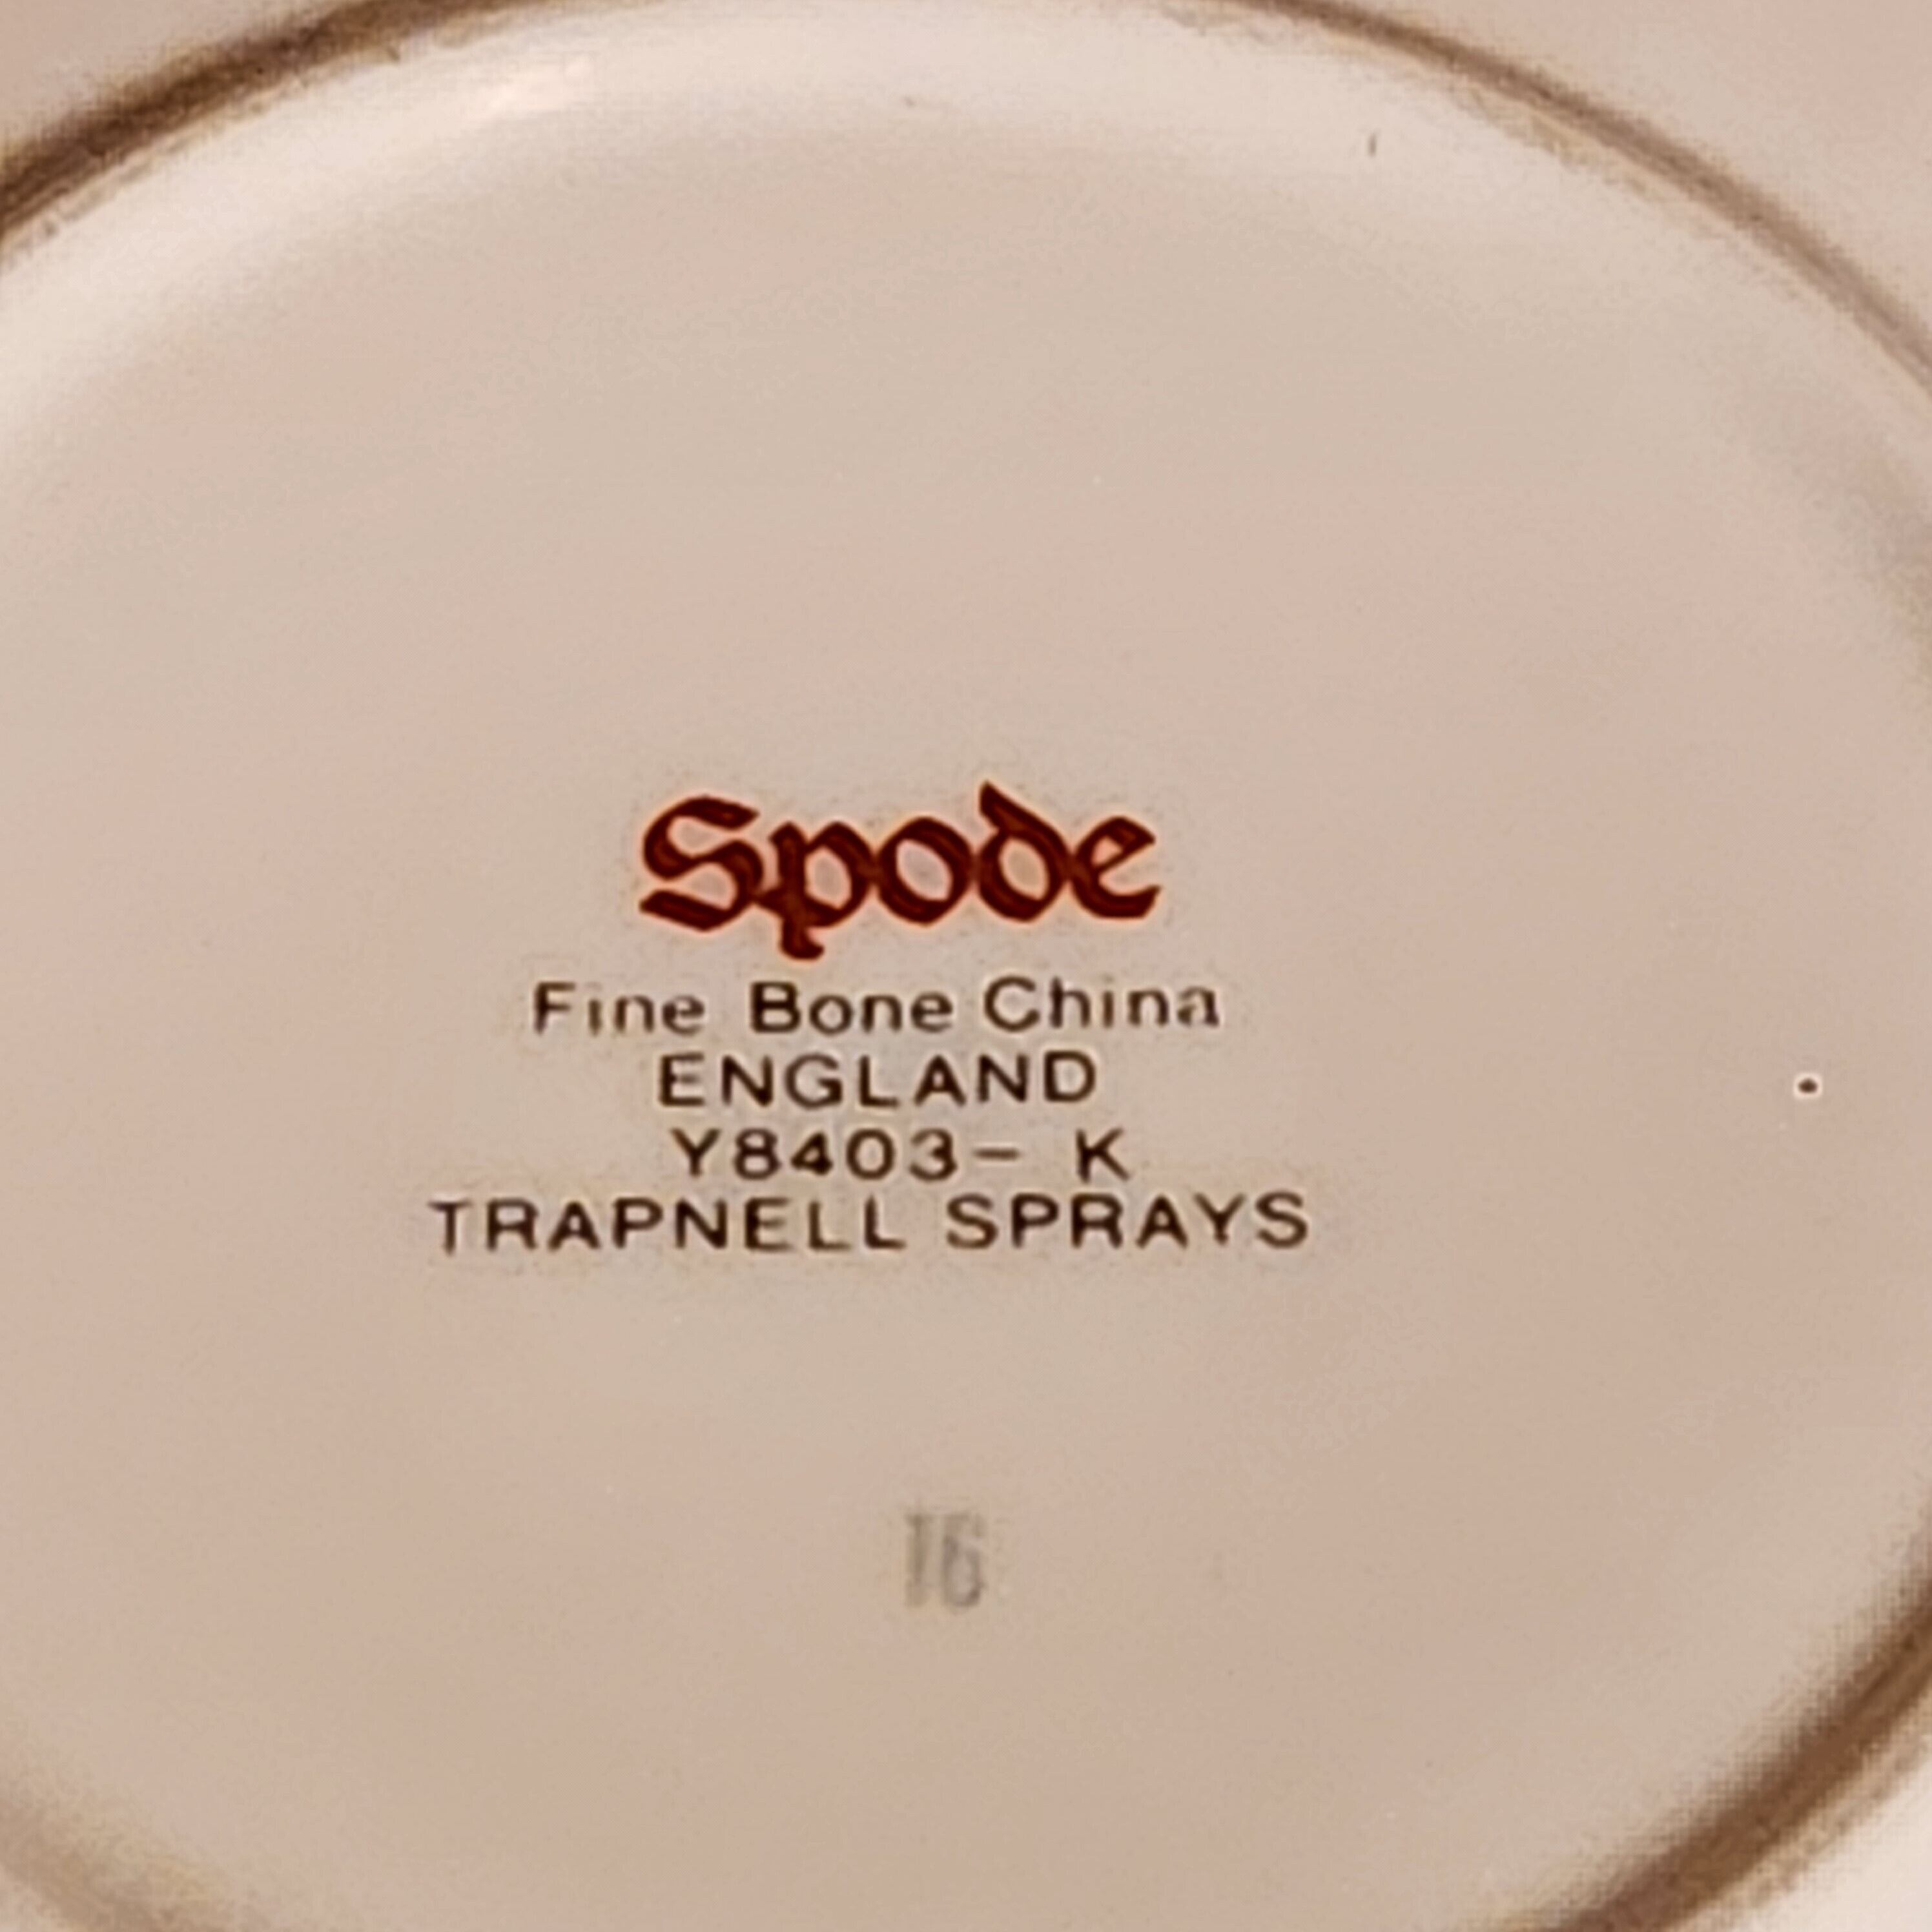 Spode
Fine Bone China
ENGLAND
Y8403- K
TRAPNELL SPRAYS
16